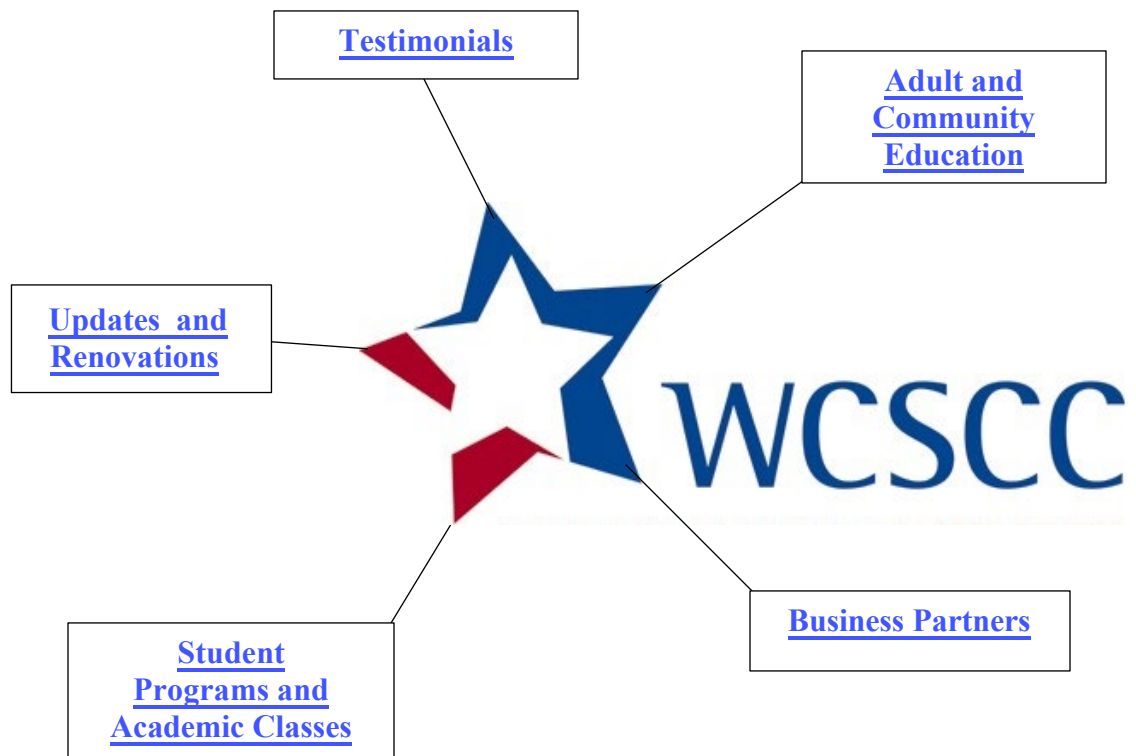 Testimonials
Adult and
Community
Education
Updates and
Renovations
WCSCC
Business Partners
Student
Programs and
Academic Classes